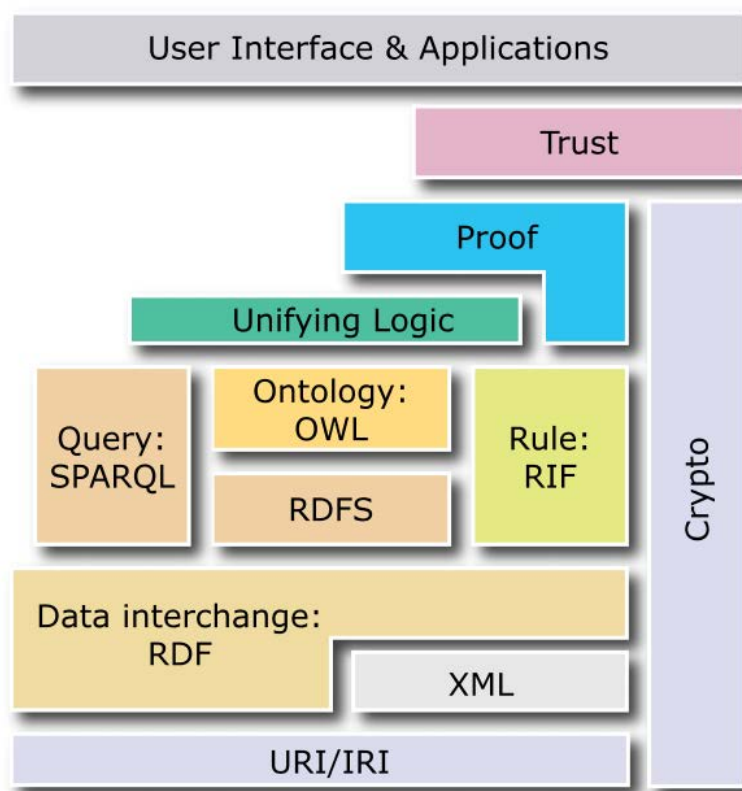 User Interface & Applications
Trust
Proof
Unifying Logic
Ontology:
OWL
Query:
SPARQL
Rule:
RIF
RDFS
Crypto
Data interchange:
RDF
XML
URI/IRI